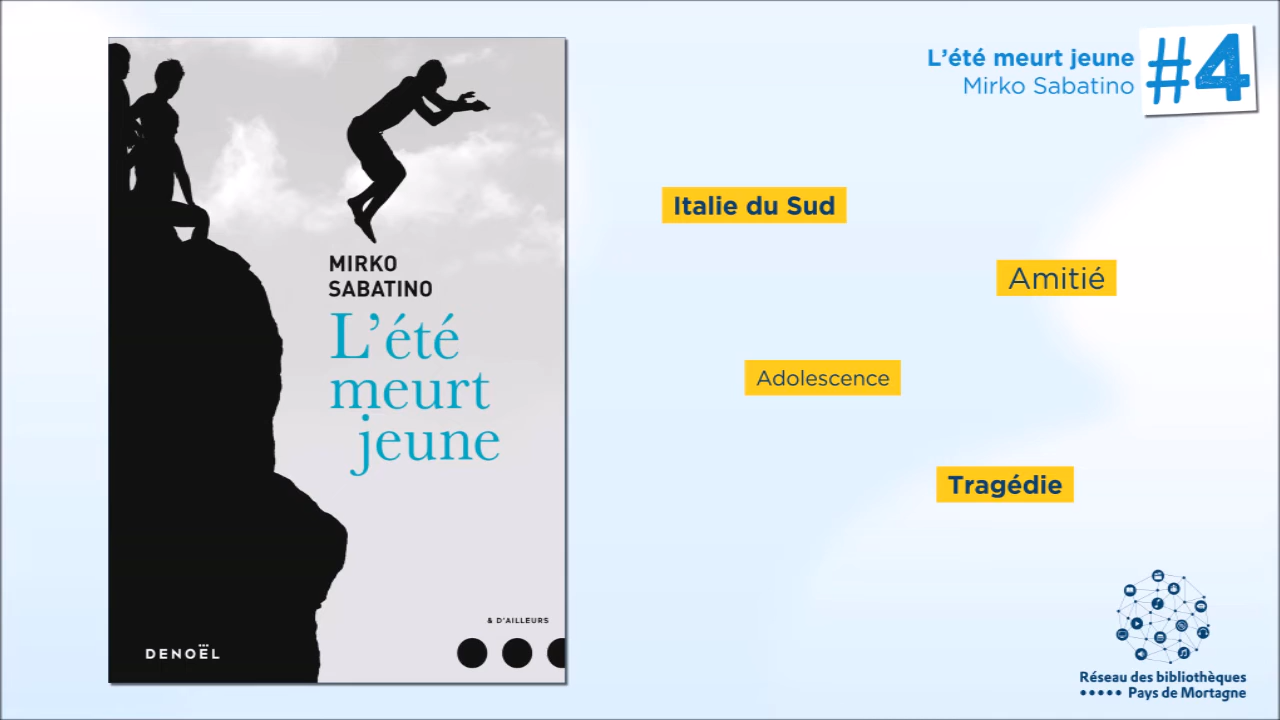 L'été meurt jeune
Mirko Sabatino
#4
MIRKO
SABATINO
L'été
meurt
jeune
& D'AILLEURS
DENOËL
Italie du Sud
Amitié
Adolescence
Tragédie
Réseau des bibliothèques
Pays de Mortagne